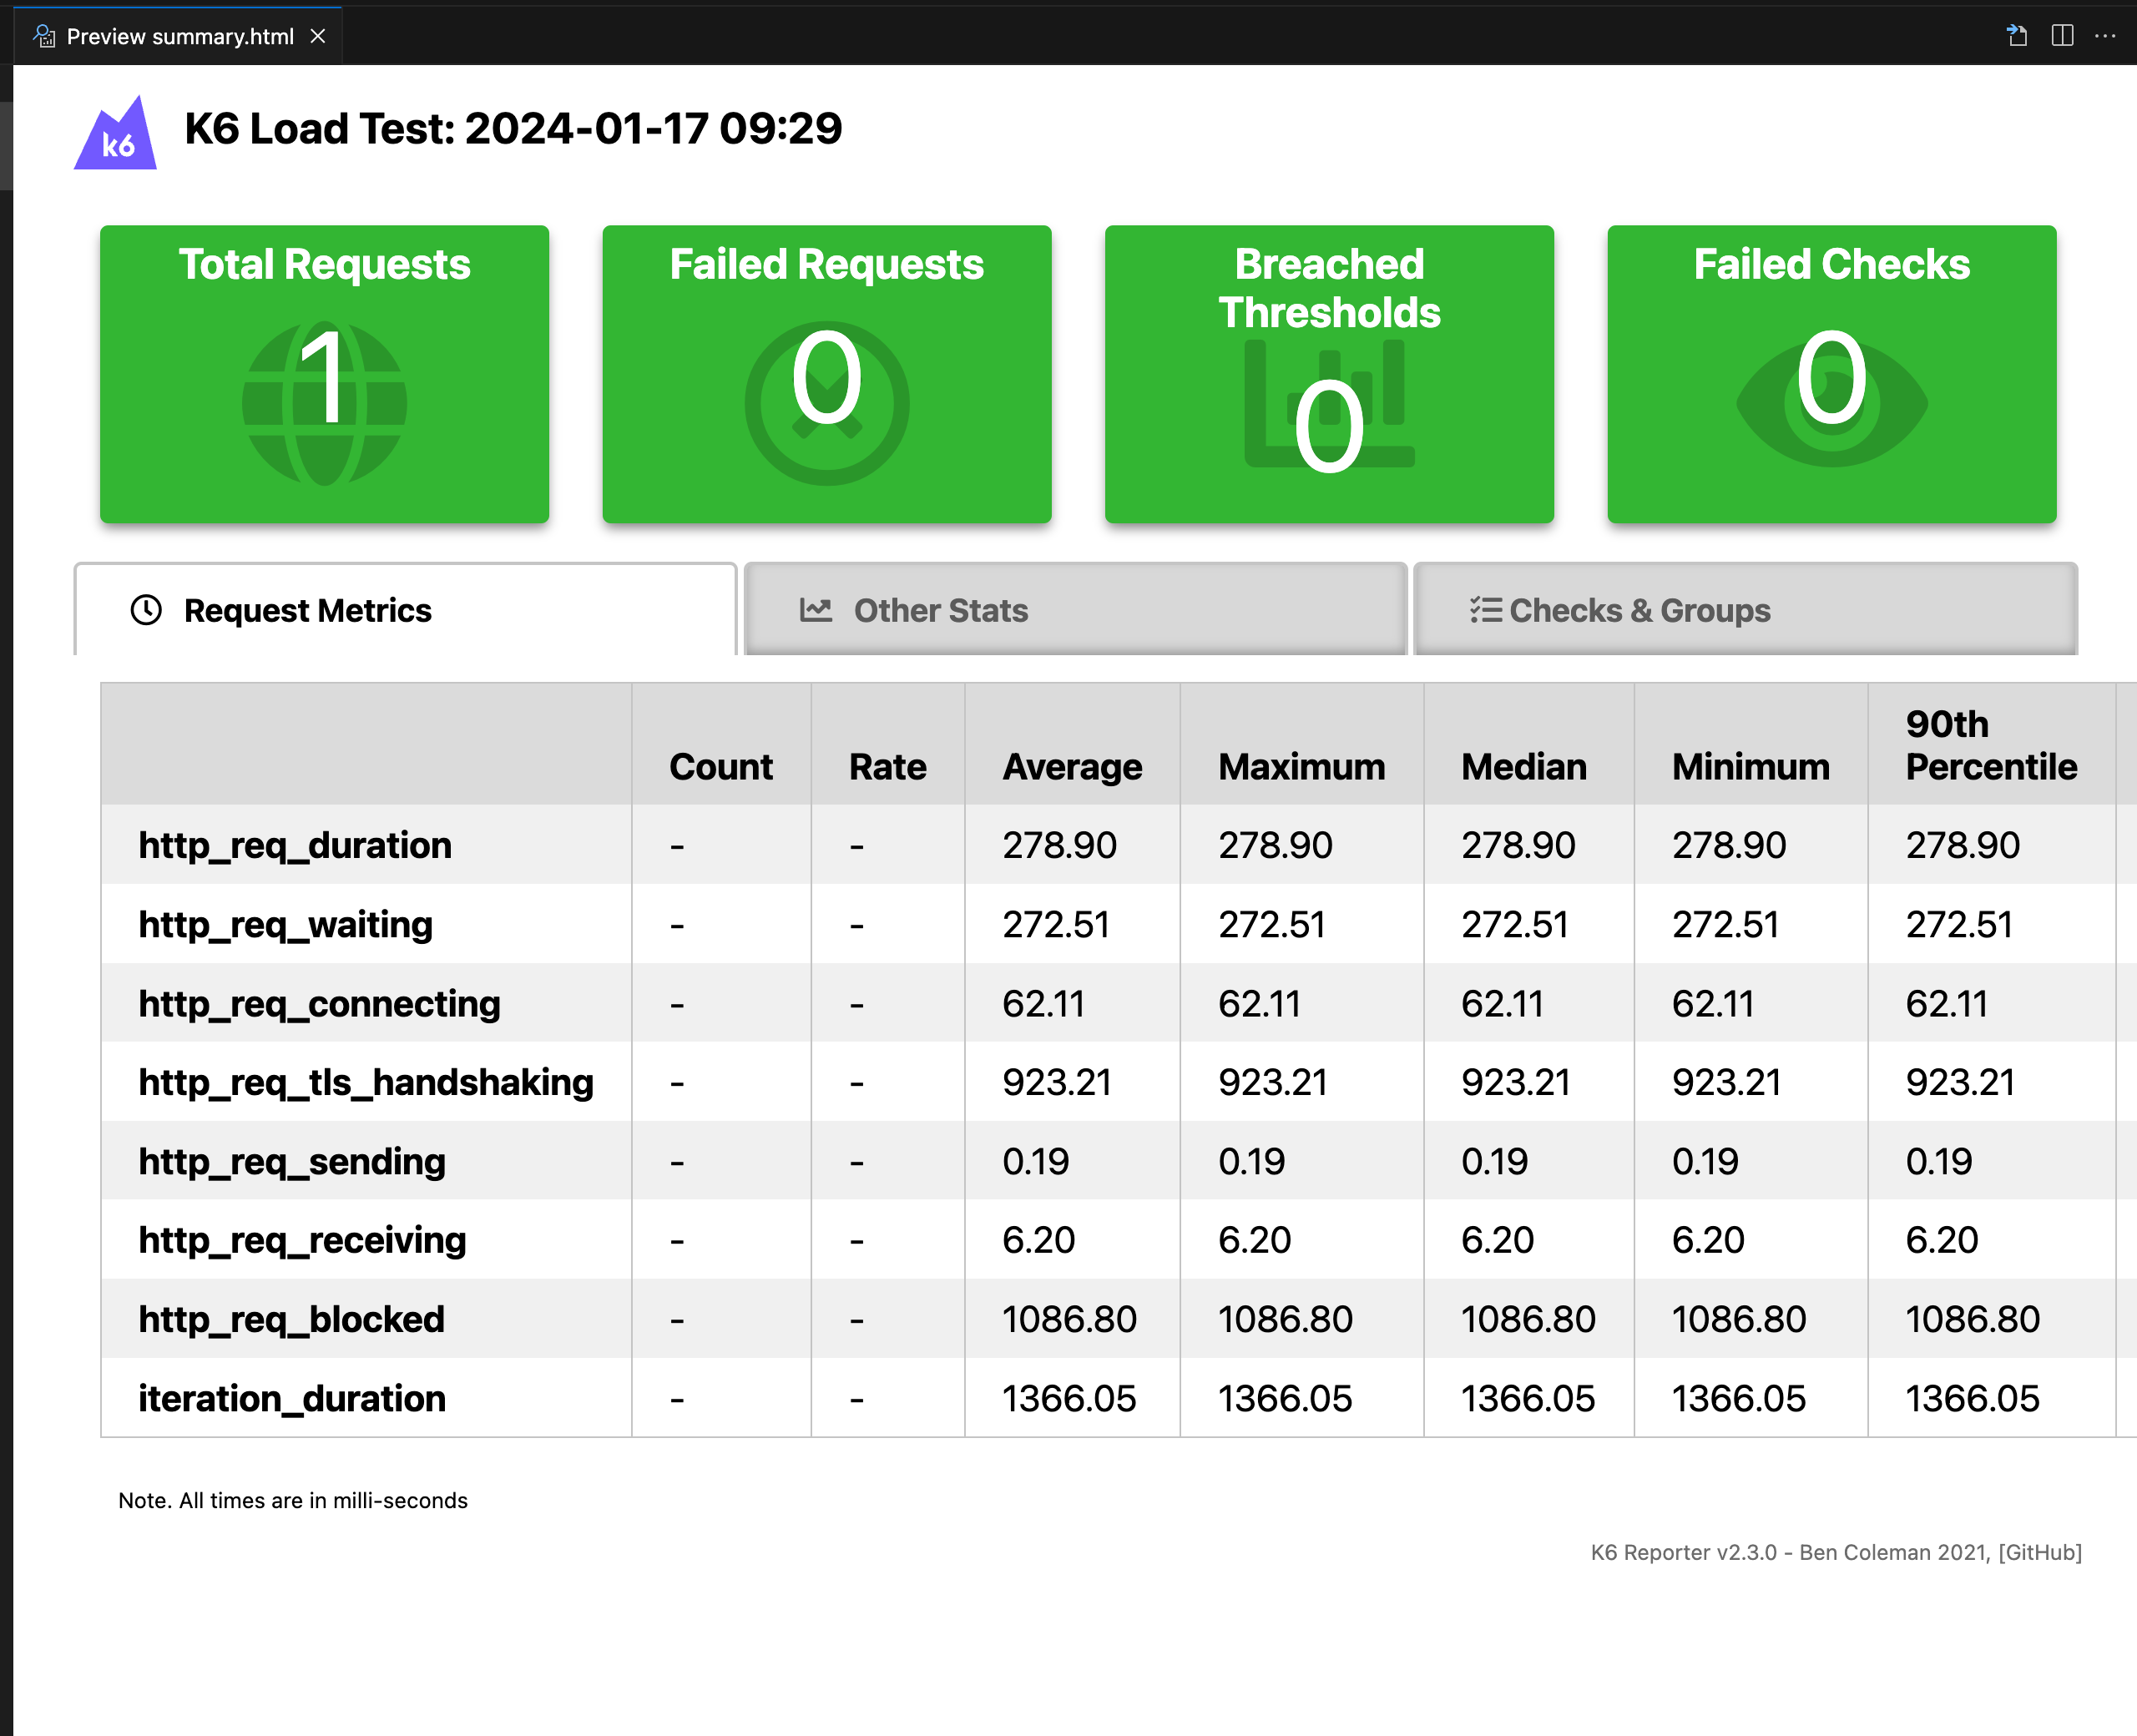 Preview summary.html
k6
K6 Load Test: 2024-01-17 09:29
Total Requests
1
Failed Requests
0
Breached
Thresholds
0
Failed Checks
0
Request Metrics
Other Stats
Checks & Groups
Count Rate Average Maximum Median Minimum 90th Percentile
http_req_duration - - 278.90 278.90 278.90 278.90 278.90
http_req_waiting - - 272.51 272.51 272.51 272.51 272.51
http_req_connecting - - 62.11 62.11 62.11 62.11 62.11
http_req_tls_handshaking - - 923.21 923.21 923.21 923.21 923.21
http_req_sending - - 0.19 0.19 0.19 0.19 0.19
http_req_receiving - - 6.20 6.20 6.20 6.20 6.20
http_req_blocked - - 1086.80 1086.80 1086.80 1086.80 1086.80
iteration_duration - - 1366.05 1366.05 1366.05 1366.05 1366.05
Note. All times are in milli-seconds
K6 Reporter v2.3.0 - Ben Coleman 2021, [GitHub]